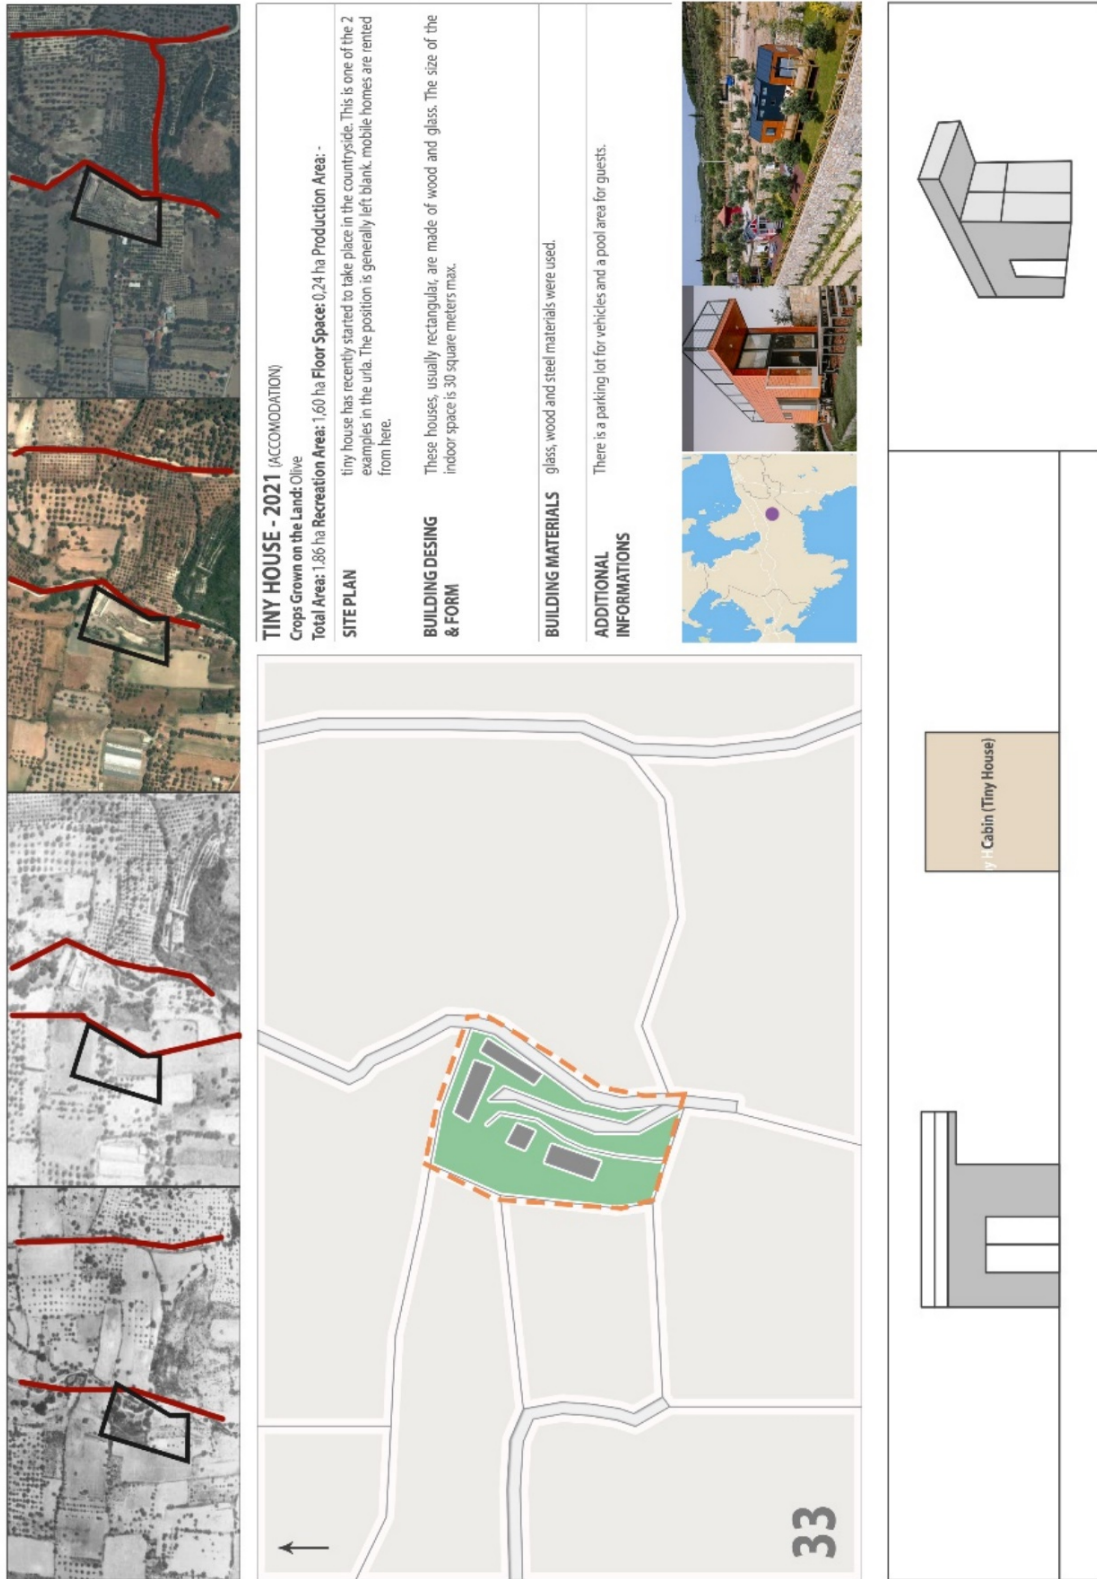 TINY HOUSE - 2021 (ACCOMODATION)
Crops Grown on the Land: Olive
Total Area: 1.86 ha Recreation Area: 1,60 ha Floor Space: 0,24 ha Production Area: -
SITE PLAN
tiny house has recently started to take place in the countryside. This is one of the 2
examples in the urla. The position is generally left blank. mobile homes are rented
from here.
BUILDING DESING
& FORM
These houses, usually rectangular, are made of wood and glass. The size of the
indoor space is 30 square meters max.
BUILDING MATERIALS
glass, wood and steel materials were used.
ADDITIONAL
INFORMATIONS
There is a parking lot for vehicles and a pool area for guests.
33
y H Cabin (Tiny House)